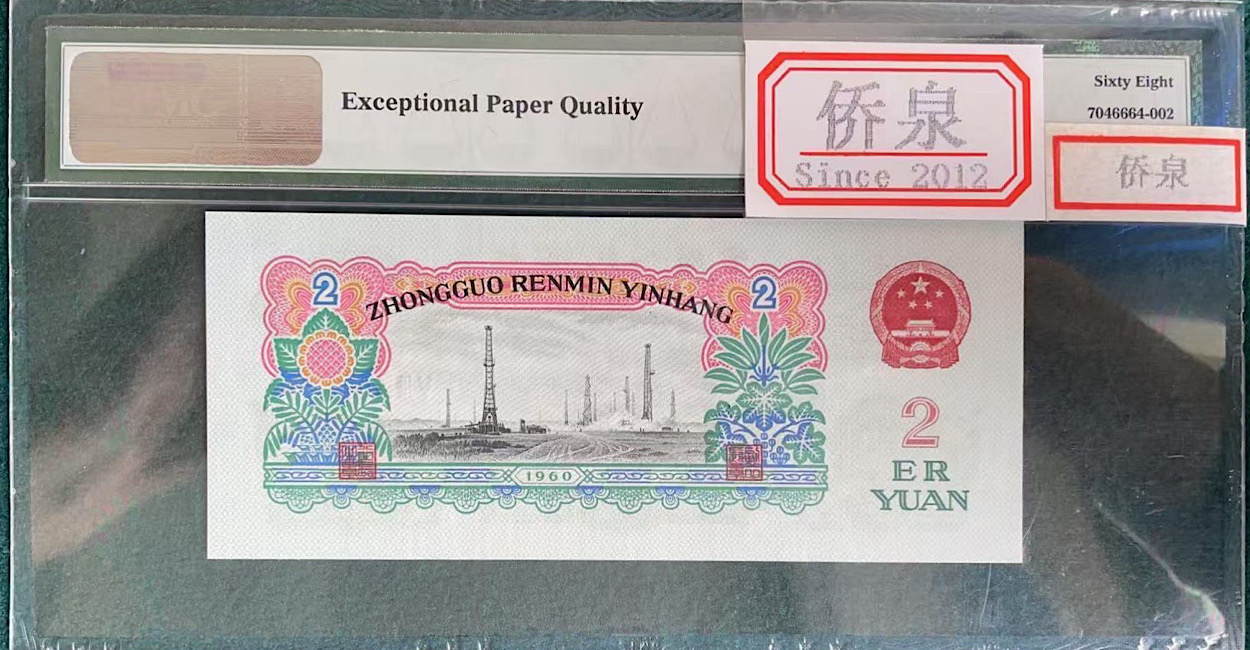 Exceptional Paper Quality
Sixty Eight
7046664-002
侨泉
Since 2012
侨泉
2
ZHONGGUO RENMIN YINHANG
2
1960
2
ER
YUAN